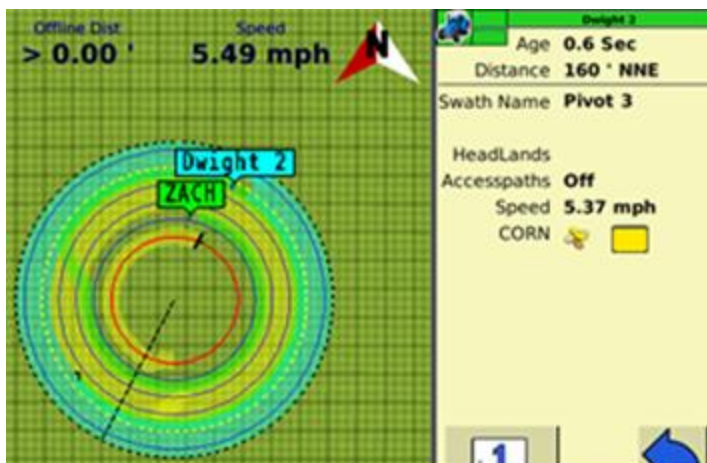 Offline Dist
> 0.00 '
Speed
5.49 mph
N
Dwight 2
ZACH
Dwight 2
Age 0.6 Sec
Distance 160 ' NNE
Swath Name Pivot 3
HeadLands
Accesspaths Off
Speed 5.37 mph
CORN
1